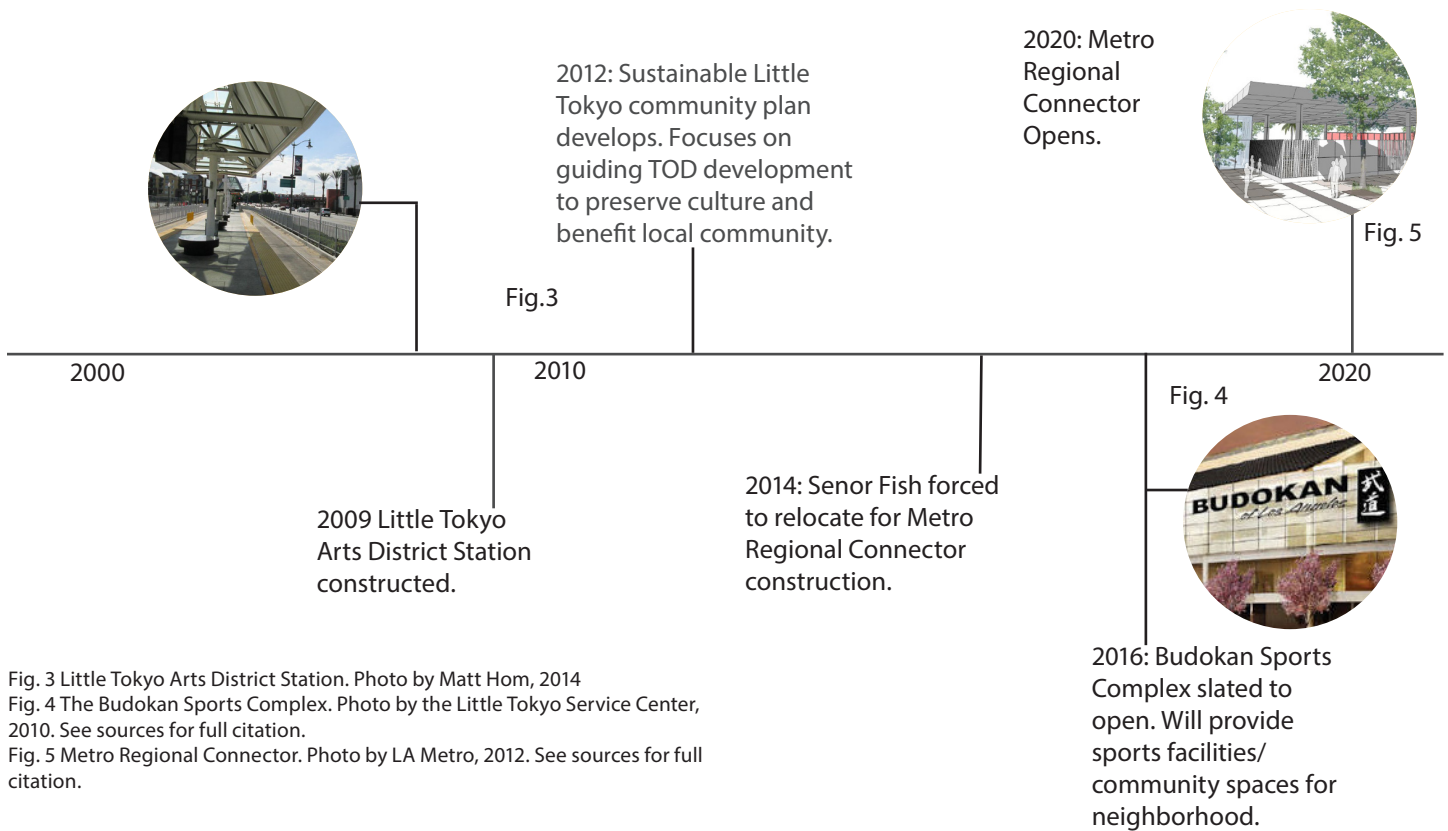 2012: Sustainable Little
Tokyo community plan
develops. Focuses on
guiding TOD development
to preserve culture and
benefit local community.
2020: Metro
Regional
Connector
Opens.
Fig. 5
Fig.3
2000
2010
2020
Fig. 4
BUDOKAN
of Los Angeles
武道
2009 Little Tokyo
Arts District Station
constructed.
2014: Senor Fish forced
to relocate for Metro
Regional Connector
construction.
2016: Budokan Sports
Complex slated to
open. Will provide
sports facilities/
community spaces for
neighborhood.
Fig. 3 Little Tokyo Arts District Station. Photo by Matt Hom, 2014
Fig. 4 The Budokan Sports Complex. Photo by the Little Tokyo Service Center,
2010. See sources for full citation.
Fig. 5 Metro Regional Connector. Photo by LA Metro, 2012. See sources for full
citation.